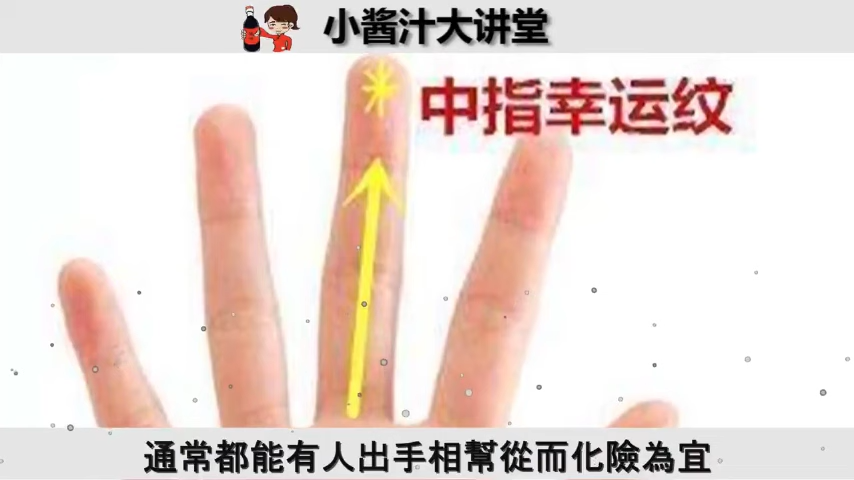 小酱汁大讲堂
中指幸运纹
通常都能有人出手相幫從而化險為宜